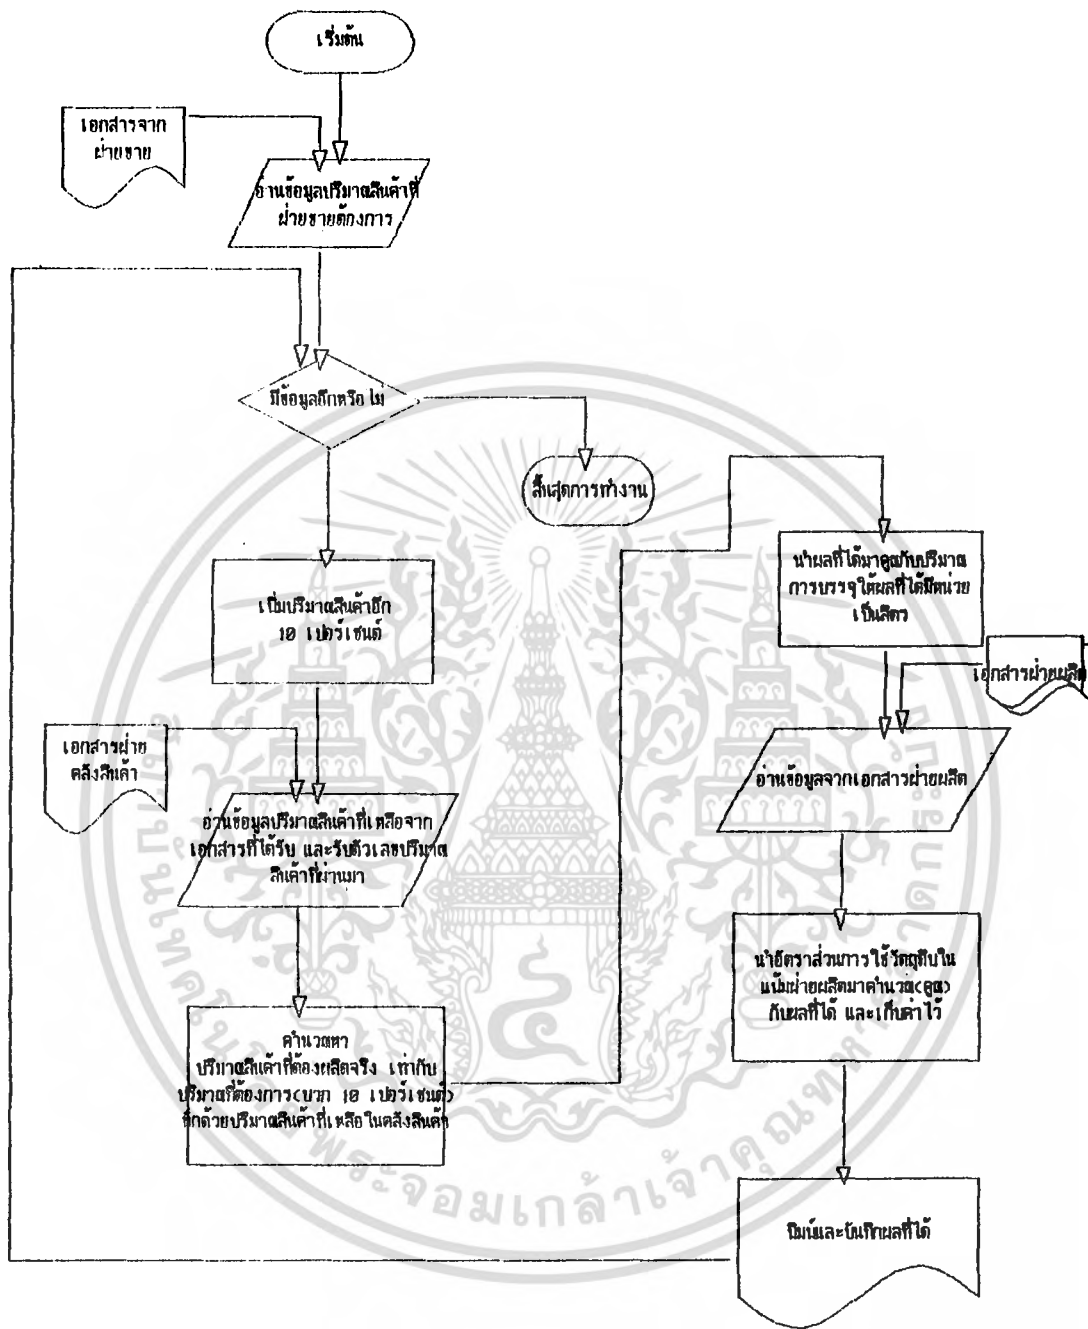 เริ่มต้น
เอกสารจาก
ฝ่ายขาย
อ่านข้อมูลปริมาณสินค้าที่
ฝ่ายขายต้องการ
มีข้อมูลอีกหรือไม่
สิ้นสุดการทำงาน
เพิ่มปริมาณสินค้าอีก
10 เปอร์เซนต์
เอกสารฝ่าย
คลังสินค้า
อ่านข้อมูลปริมาณสินค้าที่เหลือจาก
เอกสารที่ได้รับ และรับตัวเลขปริมาณ
สินค้าที่ผ่านมา
คำนวณหา
ปริมาณสินค้าที่ต้องผลิตจริง เท่ากับ
ปริมาณที่ต้องการ(บวก 10 เปอร์เซนต์)
หักด้วยปริมาณสินค้าที่เหลือในคลังสินค้า
นำผลที่ได้มาคูณกับปริมาณ
การบรรจุให้ผลที่ได้มีหน่วย
เป็นลิตร
เอกสารฝ่ายผลิต
อ่านข้อมูลจากเอกสารฝ่ายผลิต
นำอัตราส่วนการใช้วัตถุดิบใน
แฟ้มฝ่ายผลิตมาคำนวณ(คูณ)
กับผลที่ได้ และเก็บค่าไว้
พิมพ์และบันทึกผลที่ได้
พระจอมเกล้าเจ้าคุณทหาร